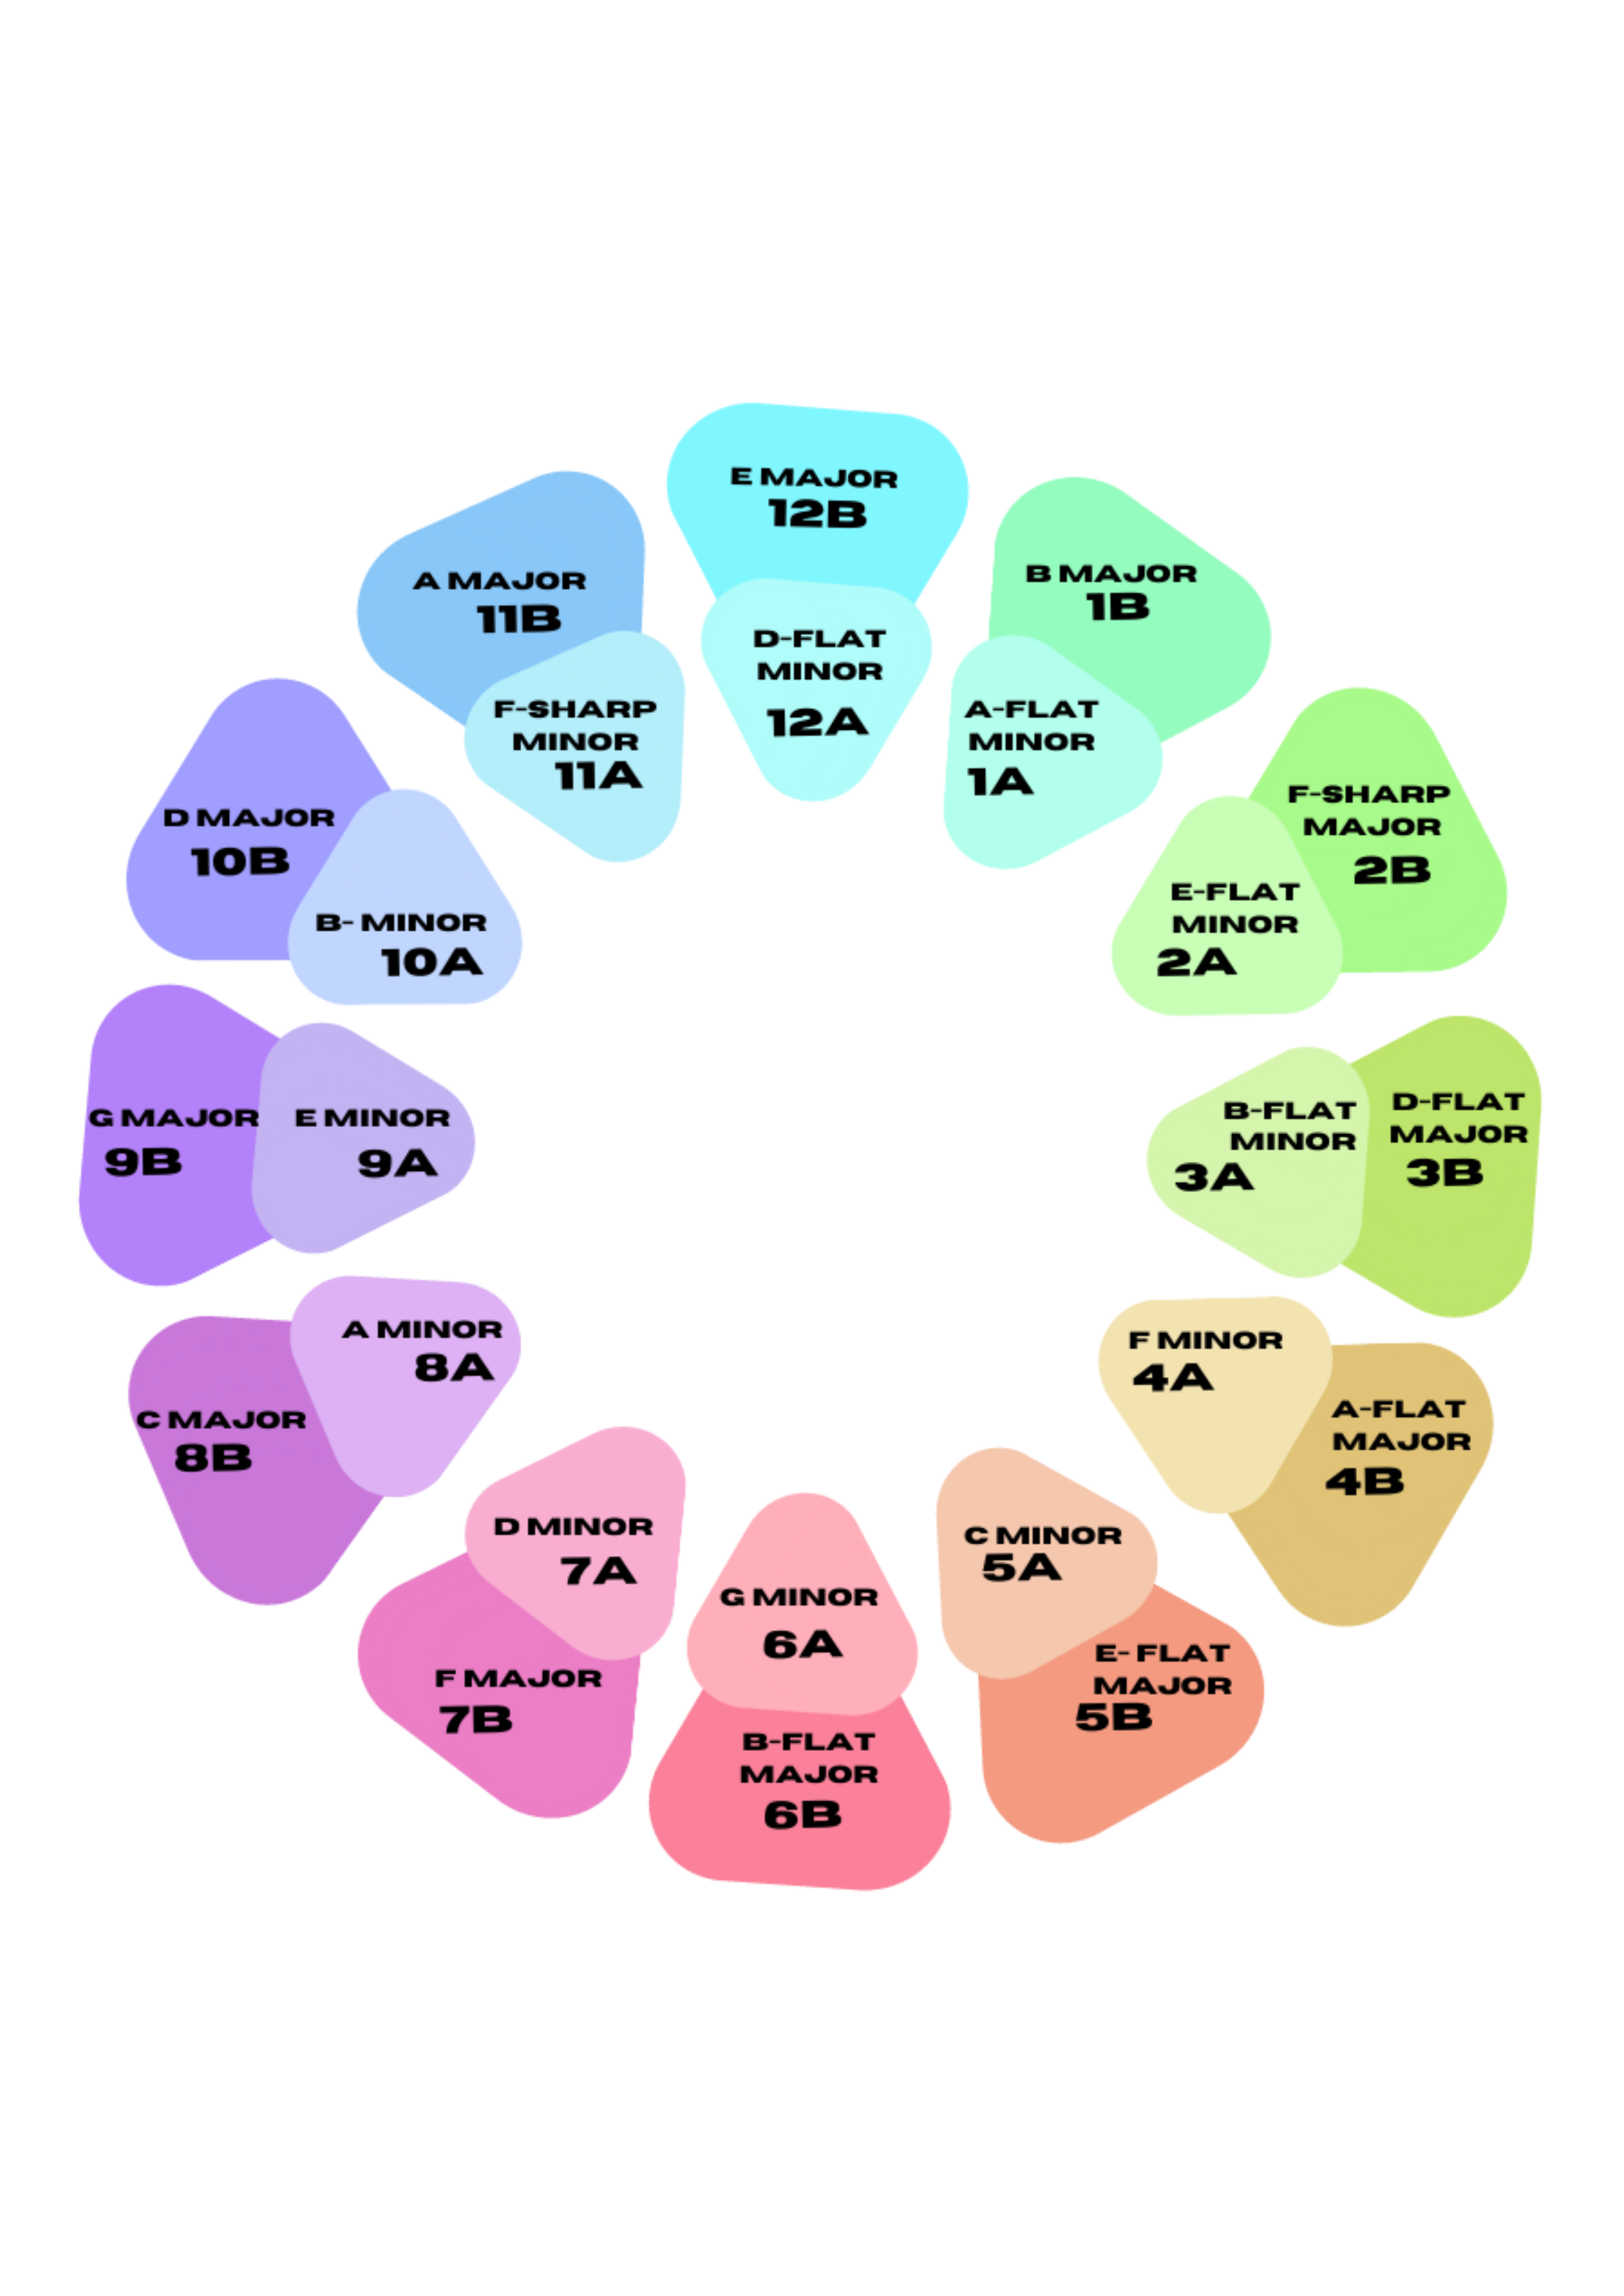 E MAJOR
12B
D-FLAT
MINOR
12A
B MAJOR
1B
A-FLAT
MINOR
1A
F-SHARP
MAJOR
2B
E-FLAT
MINOR
2A
D-FLAT
MAJOR
3B
B-FLAT
MINOR
3A
A-FLAT
MAJOR
4B
F MINOR
4A
E- FLAT
MAJOR
5B
C MINOR
5A
B-FLAT
MAJOR
6B
G MINOR
6A
F MAJOR
7B
D MINOR
7A
C MAJOR
8B
A MINOR
8A
G MAJOR
9B
E MINOR
9A
D MAJOR
10B
B- MINOR
10A
A MAJOR
11B
F-SHARP
MINOR
11A